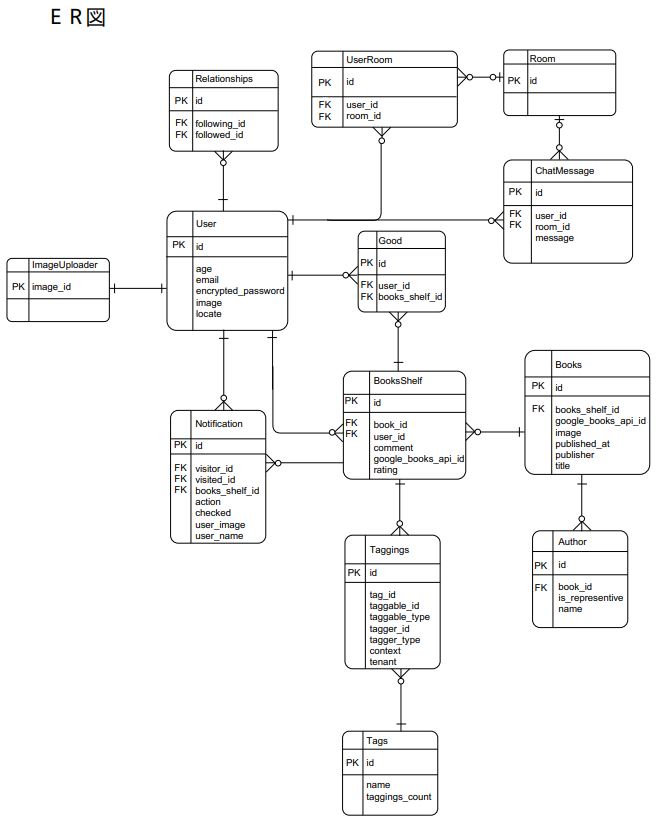 ＥＲ図
Relationships
PK id
FK following_id
FK followed_id
UserRoom
PK id
FK user_id
FK room_id
Room
PK id
ChatMessage
PK id
FK user_id
FK room_id
message
User
PK id
age
email
encrypted_password
image
locate
ImageUploader
PK image_id
Good
PK id
FK user_id
FK books_shelf_id
BooksShelf
PK id
FK book_id
FK user_id
comment
google_books_api_id
rating
Books
PK id
FK books_shelf_id
google_books_api_id
image
published_at
publisher
title
Notification
PK id
FK visitor_id
FK visited_id
FK books_shelf_id
action
checked
user_image
user_name
Taggings
PK id
tag_id
taggable_id
taggable_type
tagger_id
tagger_type
context
tenant
Author
PK id
FK book_id
is_representive
name
Tags
PK id
name
taggings_count